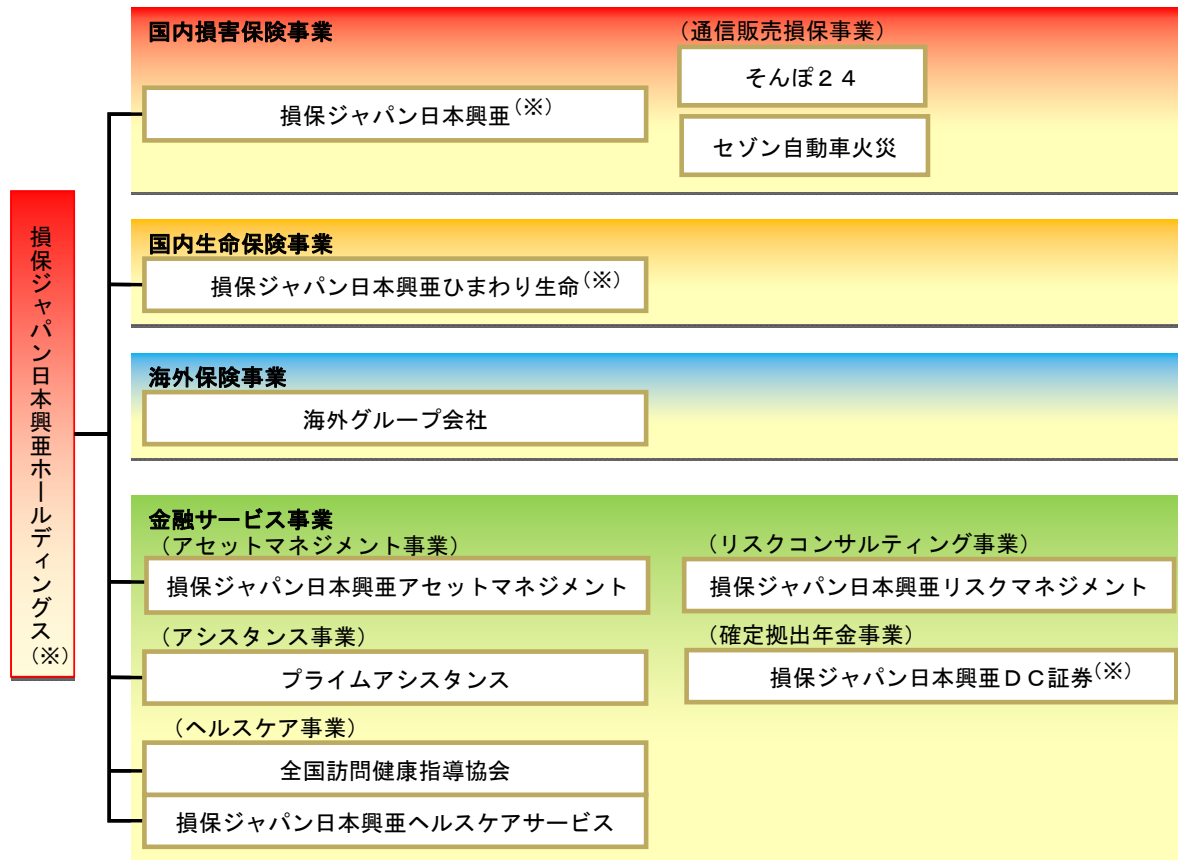 損保ジャパン日本興亜ホールディングス(※)
国内損害保険事業
(通信販売損保事業)
損保ジャパン日本興亜(※)
そんぽ24
セゾン自動車火災
国内生命保険事業
損保ジャパン日本興亜ひまわり生命(※)
海外保険事業
海外グループ会社
金融サービス事業
(アセットマネジメント事業)
損保ジャパン日本興亜アセットマネジメント
(リスクコンサルティング事業)
損保ジャパン日本興亜リスクマネジメント
(アシスタンス事業)
プライムアシスタンス
(確定拠出年金事業)
損保ジャパン日本興亜DC証券(※)
(ヘルスケア事業)
全国訪問健康指導協会
損保ジャパン日本興亜ヘルスケアサービス